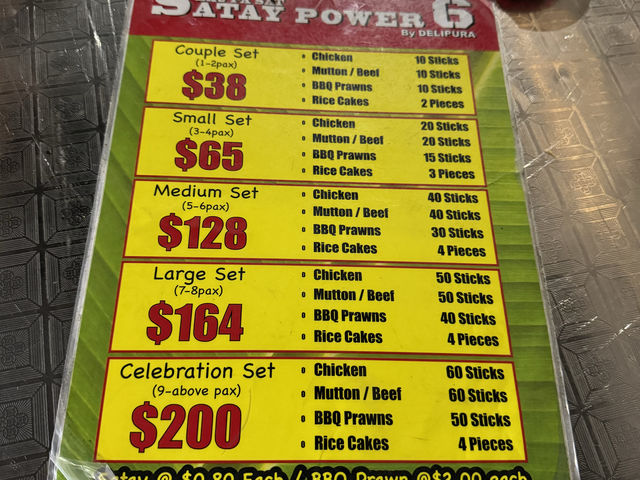 SATAY POWER 6
By DELIPURA
Couple Set
(1-2pax)
$38
• Chicken 10 Sticks
• Mutton / Beef 10 Sticks
• BBQ Prawns 10 Sticks
• Rice Cakes 2 Pieces
Small Set
(3-4pax)
$65
• Chicken 20 Sticks
• Mutton / Beef 20 Sticks
• BBQ Prawns 15 Sticks
• Rice Cakes 3 Pieces
Medium Set
(5-6pax)
$128
• Chicken 40 Sticks
• Mutton / Beef 40 Sticks
• BBQ Prawns 30 Sticks
• Rice Cakes 4 Pieces
Large Set
(7-8pax)
$164
• Chicken 50 Sticks
• Mutton / Beef 50 Sticks
• BBQ Prawns 40 Sticks
• Rice Cakes 4 Pieces
Celebration Set
(9-above pax)
$200
• Chicken 60 Sticks
• Mutton / Beef 60 Sticks
• BBQ Prawns 50 Sticks
• Rice Cakes 4 Pieces
Satay @ $0.80 Each / BBQ Prawn @$2.00 each